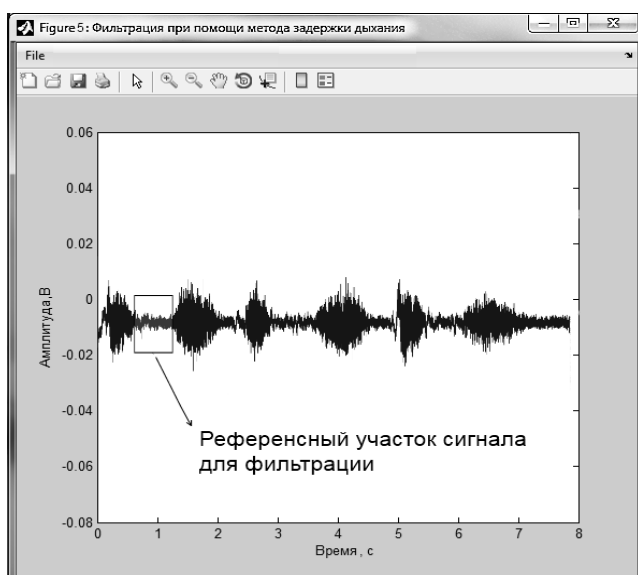 Figure 5: Фильтрация при помощи метода задержки дыхания
File
0.06
0.04
0.02
0
-0.02
-0.04
-0.06
-0.08
Амплитуда,В
Референсный участок сигнала
для фильтрации
0 1 2 3 4 5 6 7 8
Время, с